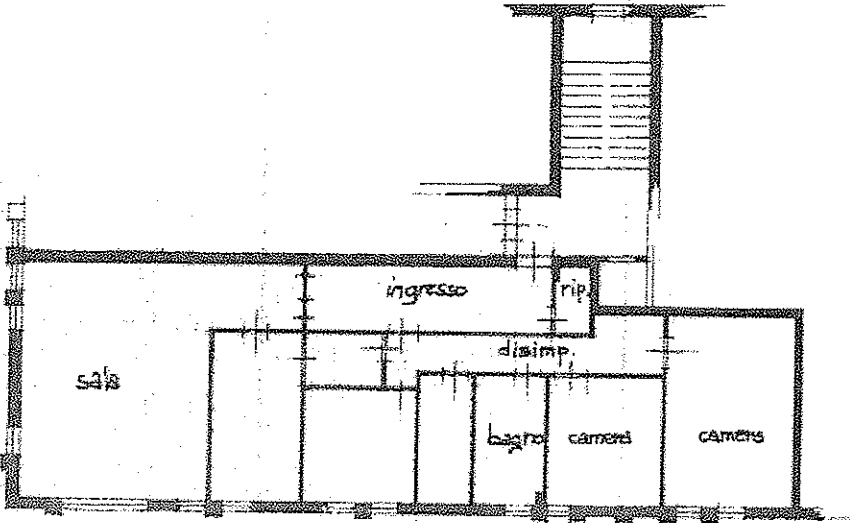 ingresso
rip.
disimp.
sala
bagno
camera
camera